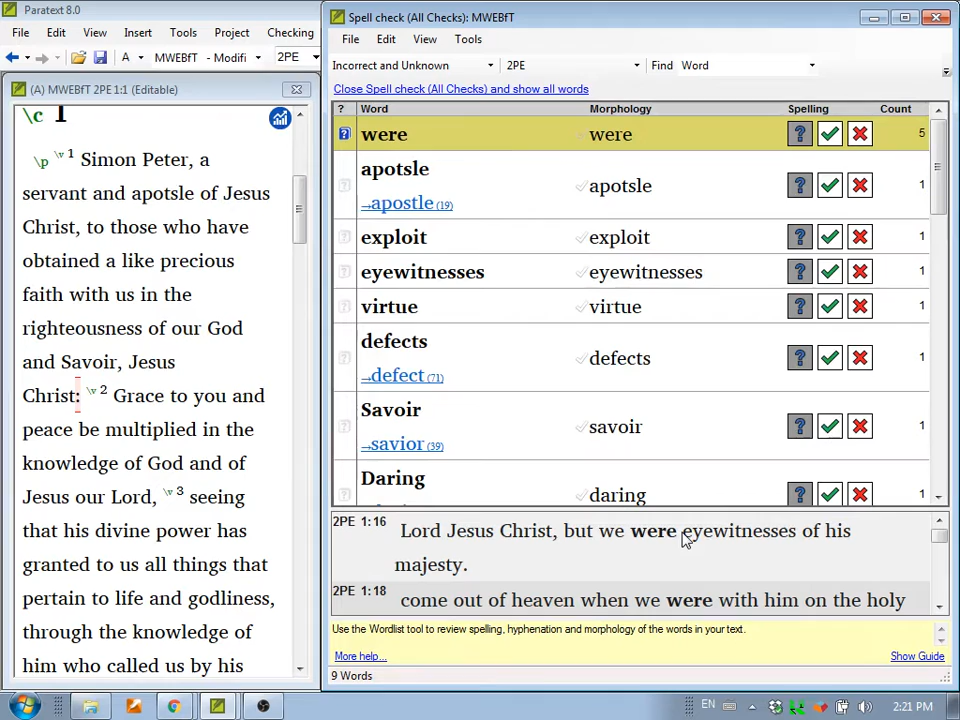 Paratext 8.0
File Edit View Insert Tools Project Checking
A MWEBfT - Modifi 2PE
(A) MWEBfT 2PE 1:1 (Editable)
\c 1
\p \v 1 Simon Peter, a
servant and apotsle of Jesus
Christ, to those who have
obtained a like precious
faith with us in the
righteousness of our God
and Savoir, Jesus
Christ: \v 2 Grace to you and
peace be multiplied in the
knowledge of God and of
Jesus our Lord, \v 3 seeing
that his divine power has
granted to us all things that
pertain to life and godliness,
through the knowledge of
him who called us by his
Spell check (All Checks): MWEBfT
File Edit View Tools
Incorrect and Unknown 2PE Find Word
Close Spell check (All Checks) and show all words
? Word Morphology Spelling Count
? were were ? 5
apotsle apotsle ? 1
→apostle (19)
exploit exploit ? 1
eyewitnesses eyewitnesses ? 1
virtue virtue ? 1
defects defects ? 1
→defect (71)
Savoir savoir ? 1
→savior (39)
Daring daring ? 1
2PE 1:16 Lord Jesus Christ, but we were eyewitnesses of his
majesty.
2PE 1:18 come out of heaven when we were with him on the holy
Use the Wordlist tool to review spelling, hyphenation and morphology of the words in your text.
More help... Show Guide
9 Words
EN 2:21 PM